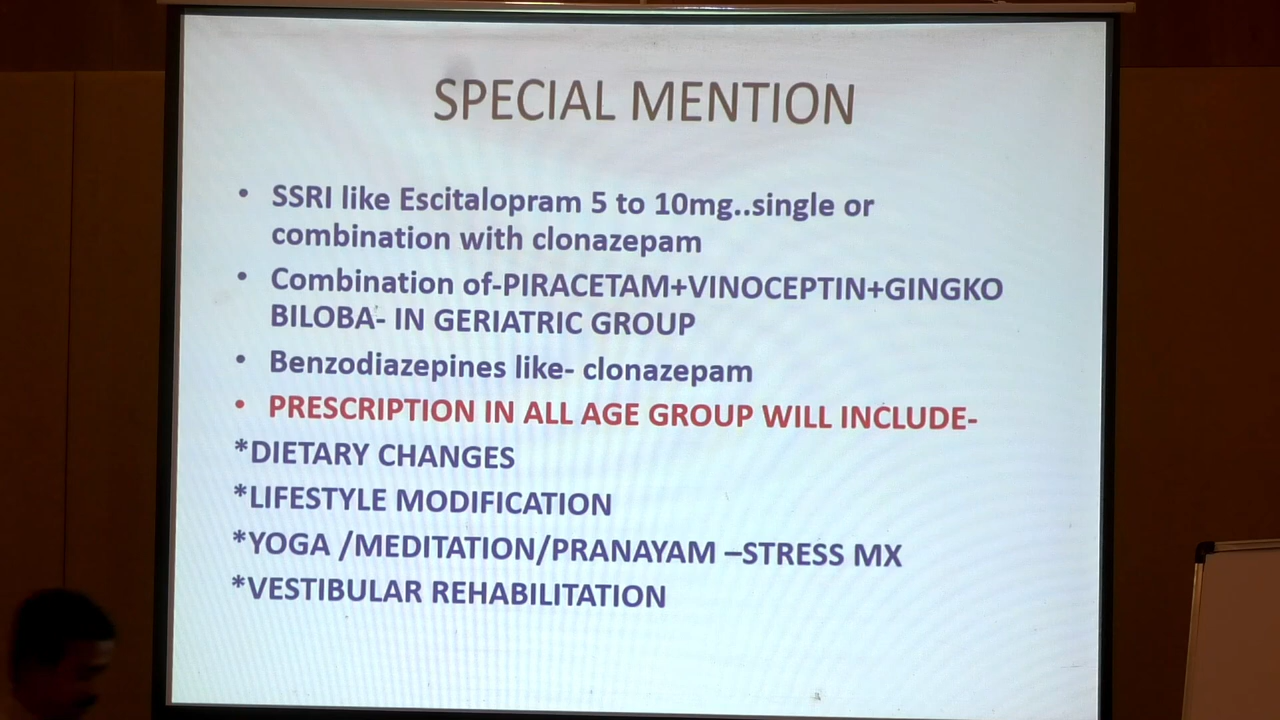 SPECIAL MENTION
• SSRI like Escitalopram 5 to 10mg..single or
combination with clonazepam
• Combination of-PIRACETAM+VINOCEPTIN+GINGKO
BILOBA- IN GERIATRIC GROUP
• Benzodiazepines like- clonazepam
• PRESCRIPTION IN ALL AGE GROUP WILL INCLUDE-
*DIETARY CHANGES
*LIFESTYLE MODIFICATION
*YOGA /MEDITATION/PRANAYAM –STRESS MX
*VESTIBULAR REHABILITATION